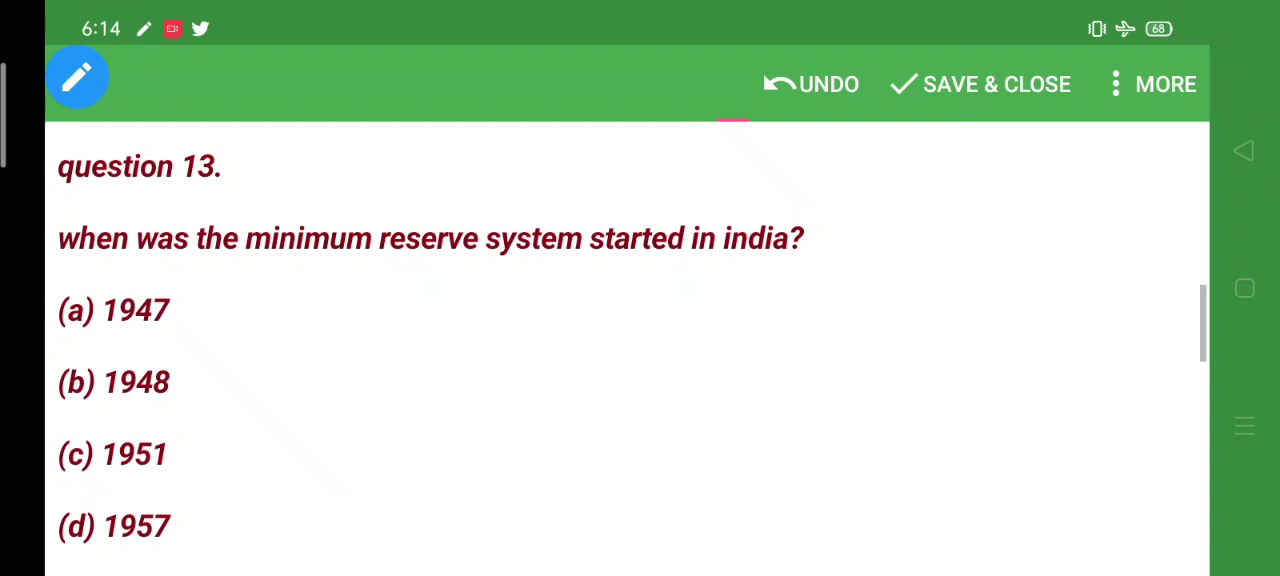 6:14
68
UNDO
SAVE & CLOSE
MORE
question 13.
when was the minimum reserve system started in india?
(a) 1947
(b) 1948
(c) 1951
(d) 1957